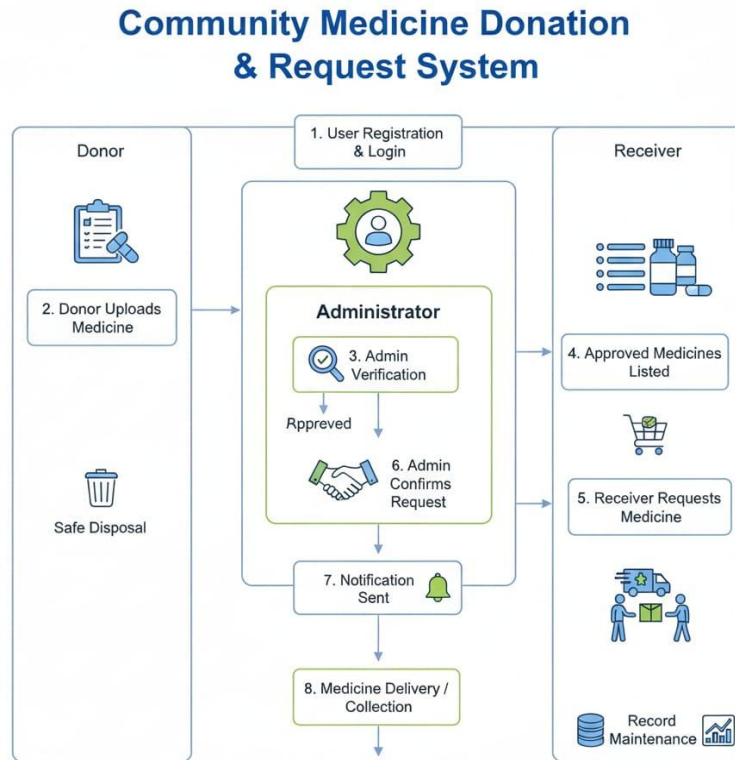 Community Medicine Donation
& Request System
1. User Registration
& Login
Donor
Receiver
2. Donor Uploads
Medicine
Administrator
3. Admin
Verification
4. Approved Medicines
Listed
Rppreved
6. Admin
Confirms
Request
5. Receiver Requests
Medicine
Safe Disposal
7. Notification
Sent
8. Medicine Delivery /
Collection
Record
Maintenance